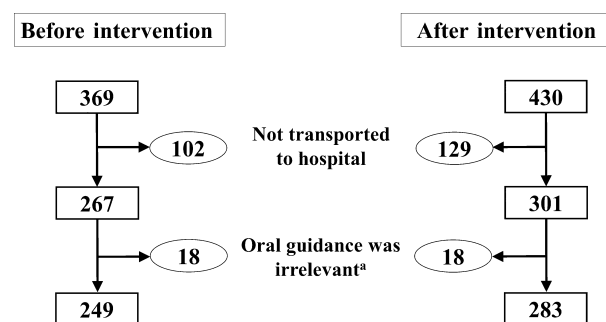 Before intervention
After intervention
369
430
102
Not transported
to hospital
129
267
301
18
Oral guidance was
irrelevantᵃ
18
249
283